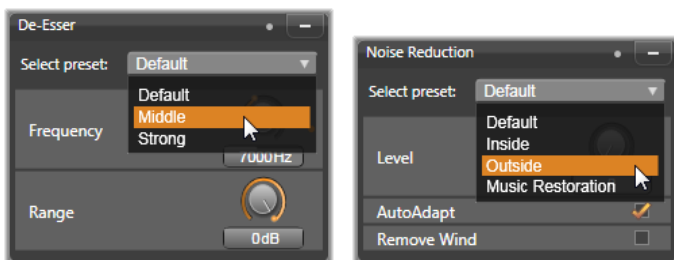 De-Esser
Select preset: Default
Default
Middle
Strong
Frequency
7000Hz
Range
0dB
Noise Reduction
Select preset: Default
Default
Inside
Outside
Music Restoration
Level
AutoAdapt
Remove Wind